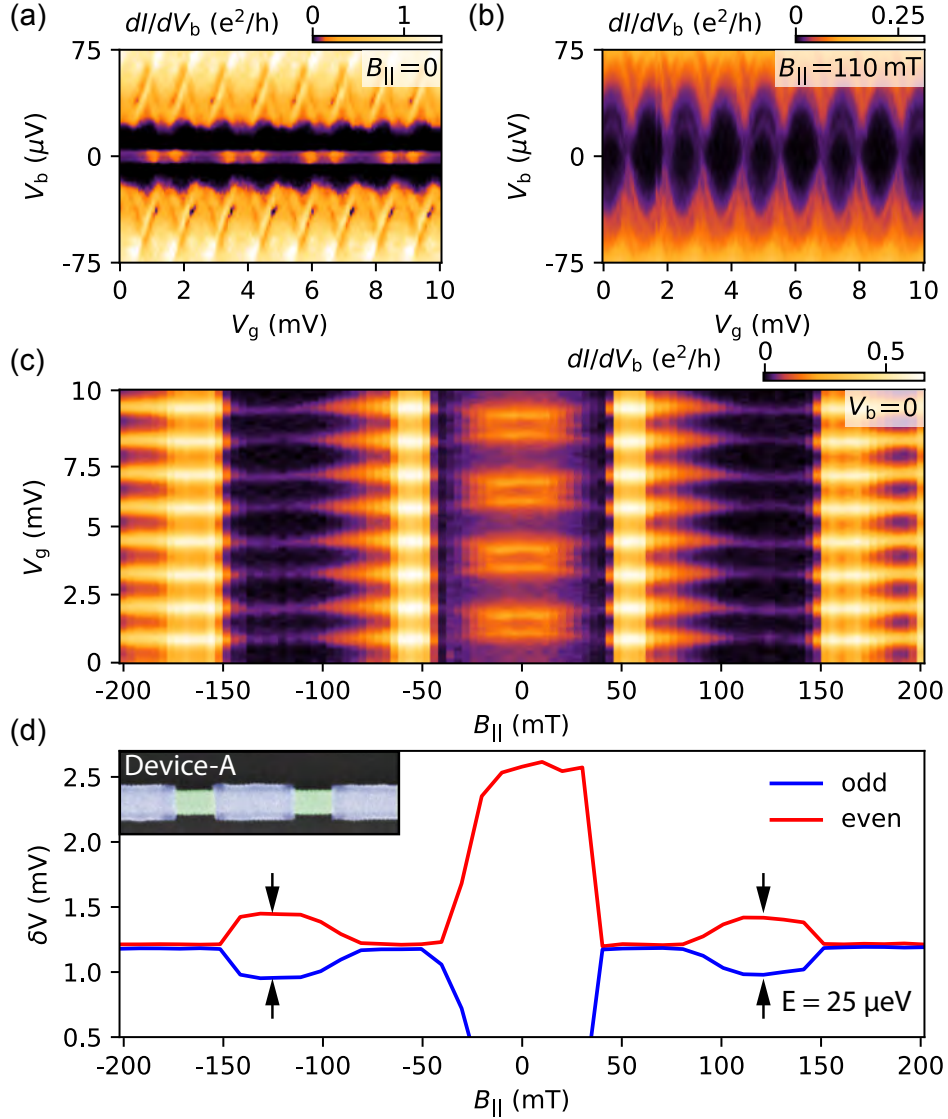 (a)
dI/dVb (e²/h)
0 1
B||=0
75
0
-75
Vb (μV)
0 2 4 6 8 10
Vg (mV)
(b)
dI/dVb (e²/h)
0 0.25
B||=110 mT
75
0
-75
Vb (μV)
0 2 4 6 8 10
Vg (mV)
(c)
dI/dVb (e²/h)
0 0.5
Vb=0
10
7.5
5
2.5
0
Vg (mV)
-200 -150 -100 -50 0 50 100 150 200
B|| (mT)
(d)
Device-A
odd
even
E = 25 μeV
2.5
2.0
1.5
1.0
0.5
δV (mV)
-200 -150 -100 -50 0 50 100 150 200
B|| (mT)